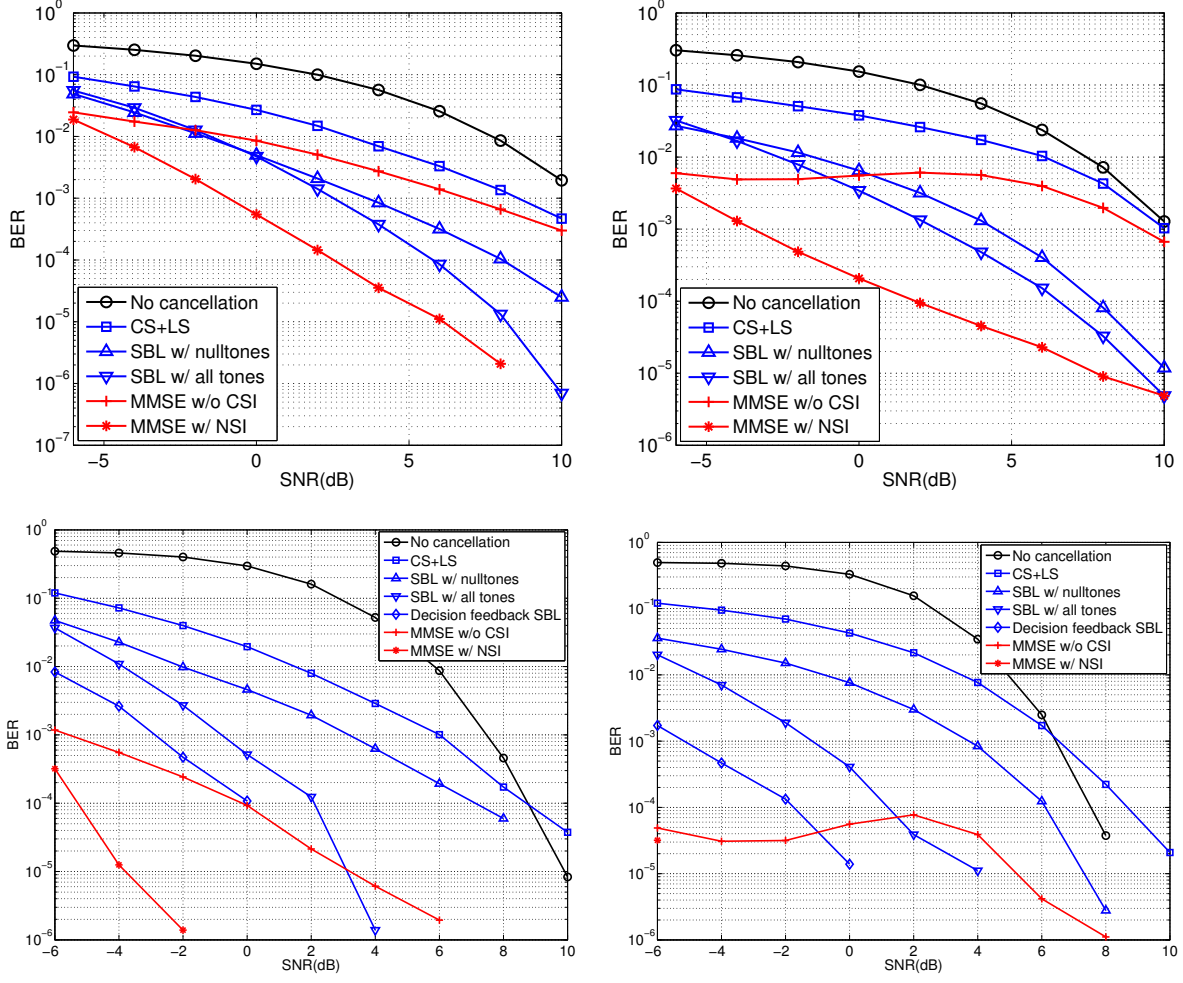 10^0
10^-1
10^-2
10^-3
10^-4
10^-5
10^-6
10^-7
BER
-5 0 5 10
SNR(dB)
No cancellation
CS+LS
SBL w/ nulltones
SBL w/ all tones
MMSE w/o CSI
MMSE w/ NSI
10^0
10^-1
10^-2
10^-3
10^-4
10^-5
10^-6
BER
-5 0 5 10
SNR(dB)
No cancellation
CS+LS
SBL w/ nulltones
SBL w/ all tones
MMSE w/o CSI
MMSE w/ NSI
10^0
10^-1
10^-2
10^-3
10^-4
10^-5
10^-6
BER
-6 -4 -2 0 2 4 6 8 10
SNR(dB)
No cancellation
CS+LS
SBL w/ nulltones
SBL w/ all tones
Decision feedback SBL
MMSE w/o CSI
MMSE w/ NSI
10^0
10^-1
10^-2
10^-3
10^-4
10^-5
10^-6
BER
-6 -4 -2 0 2 4 6 8 10
SNR(dB)
No cancellation
CS+LS
SBL w/ nulltones
SBL w/ all tones
Decision feedback SBL
MMSE w/o CSI
MMSE w/ NSI